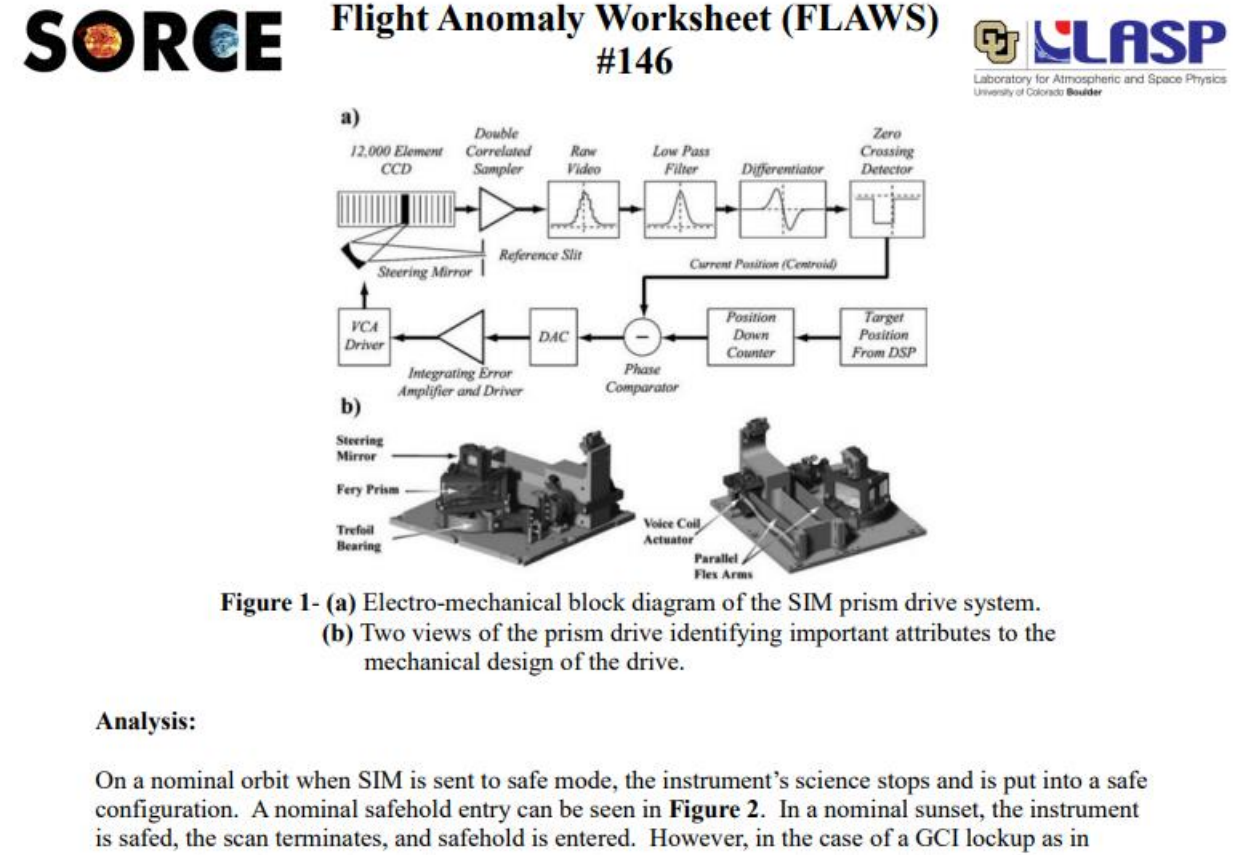 SORCE
Flight Anomaly Worksheet (FLAWS)
#146
CU LASP
Laboratory for Atmospheric and Space Physics
University of Colorado Boulder
a)
12,000 Element
CCD
Double
Correlated
Sampler
Raw
Video
Low Pass
Filter
Differentiator
Zero
Crossing
Detector
Steering Mirror
Reference Slit
Current Position (Centroid)
VCA
Driver
Integrating Error
Amplifier and Driver
DAC
−
Phase
Comparator
Position
Down
Counter
Target
Position
From DSP
b)
Steering
Mirror
Fery Prism
Trefoil
Bearing
Voice Coil
Actuator
Parallel
Flex Arms
Figure 1- (a) Electro-mechanical block diagram of the SIM prism drive system.
(b) Two views of the prism drive identifying important attributes to the
mechanical design of the drive.
Analysis:
On a nominal orbit when SIM is sent to safe mode, the instrument's science stops and is put into a safe
configuration. A nominal safehold entry can be seen in Figure 2. In a nominal sunset, the instrument
is safed, the scan terminates, and safehold is entered. However, in the case of a GCI lockup as in